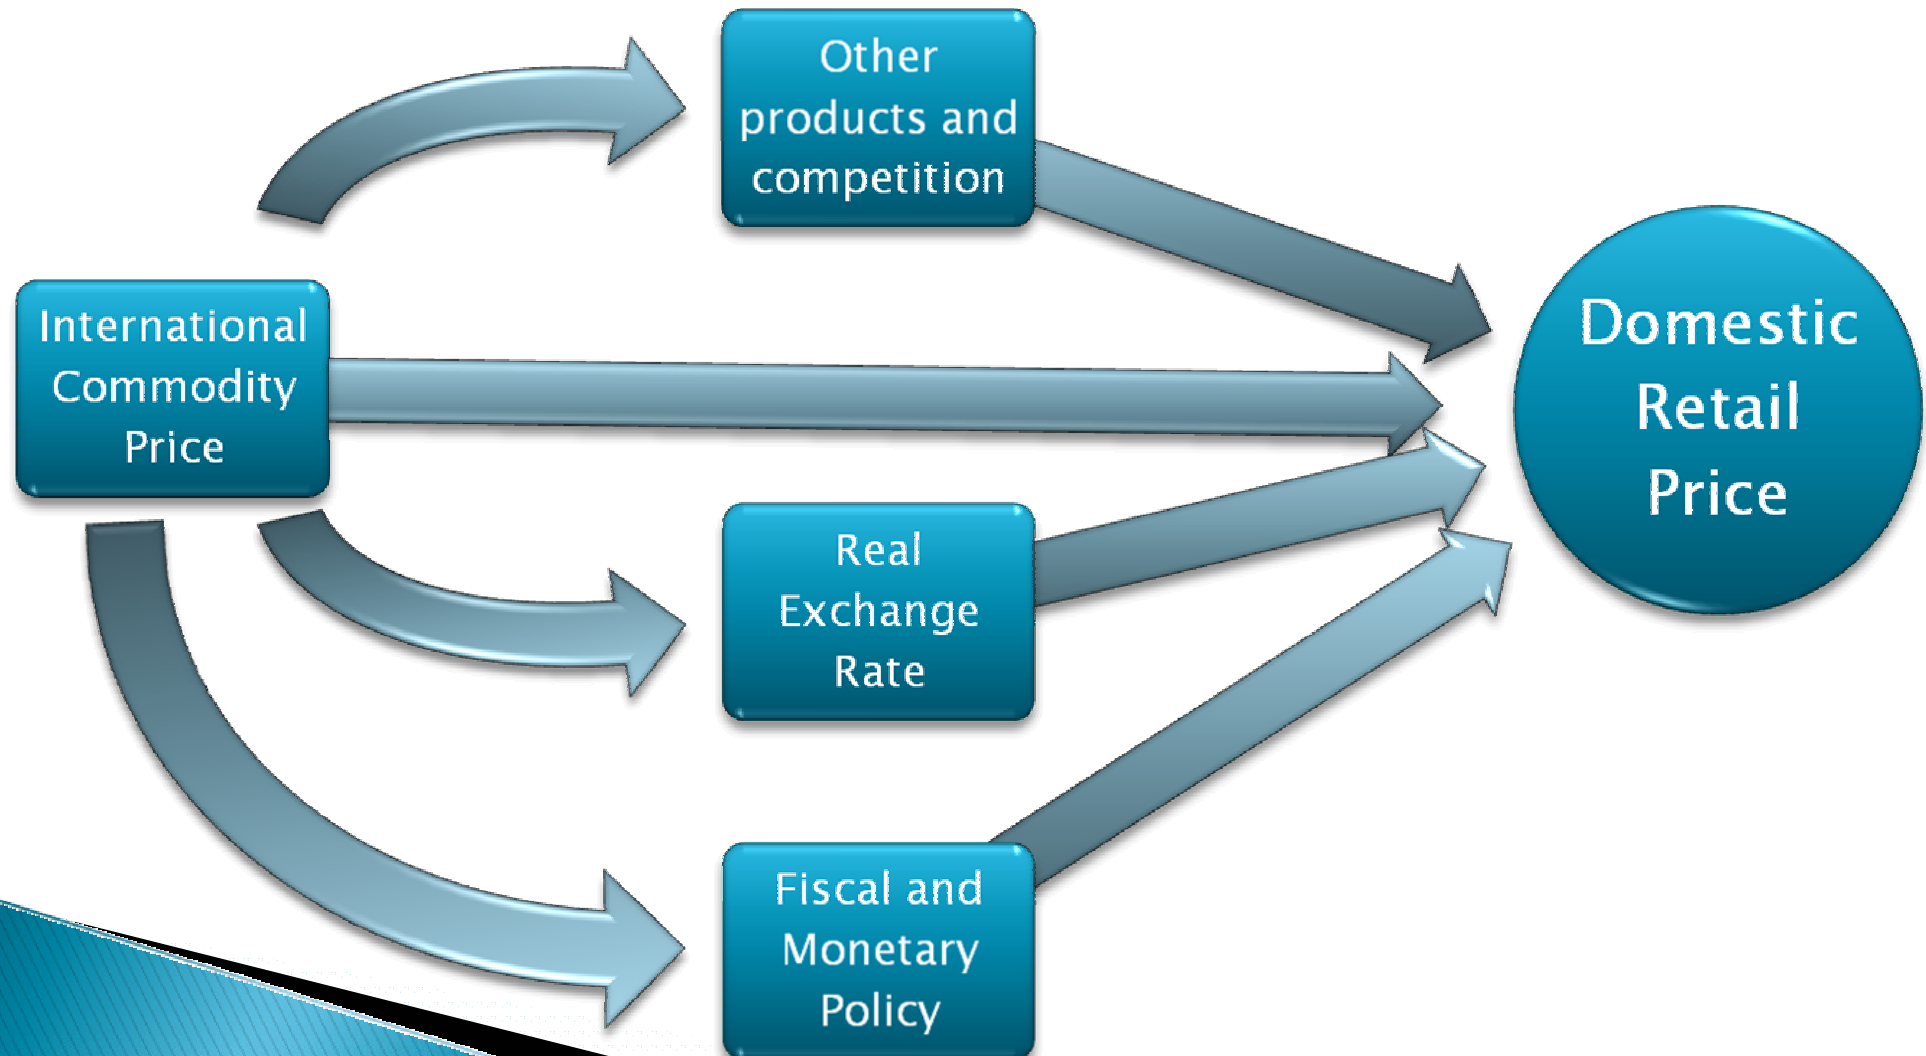 Other
products and
competition
International
Commodity
Price
Domestic
Retail
Price
Real
Exchange
Rate
Fiscal and
Monetary
Policy